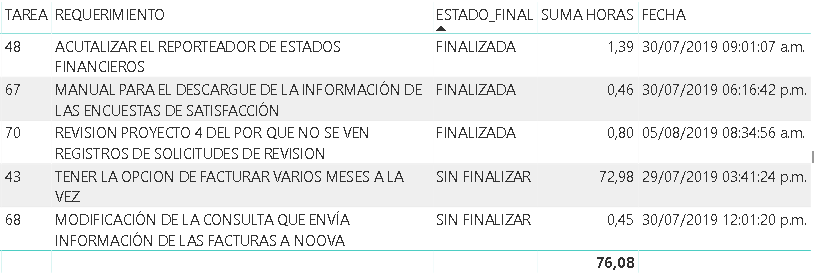 TAREA REQUERIMIENTO ESTADO_FINAL SUMA HORAS FECHA
48 ACUTALIZAR EL REPORTEADOR DE ESTADOS FINALIZADA 1,39 30/07/2019 09:01:07 a.m.
FINANCIEROS
67 MANUAL PARA EL DESCARGUE DE LA INFORMACIÓN DE FINALIZADA 0,46 30/07/2019 06:16:42 p.m.
LAS ENCUESTAS DE SATISFACCIÓN
70 REVISION PROYECTO 4 DEL POR QUE NO SE VEN FINALIZADA 0,80 05/08/2019 08:34:56 a.m.
REGISTROS DE SOLICITUDES DE REVISION
43 TENER LA OPCION DE FACTURAR VARIOS MESES A LA SIN FINALIZAR 72,98 29/07/2019 03:41:24 p.m.
VEZ
68 MODIFICACIÓN DE LA CONSULTA QUE ENVÍA SIN FINALIZAR 0,45 30/07/2019 12:01:20 p.m.
INFORMACIÓN DE LAS FACTURAS A NOOVA
76,08